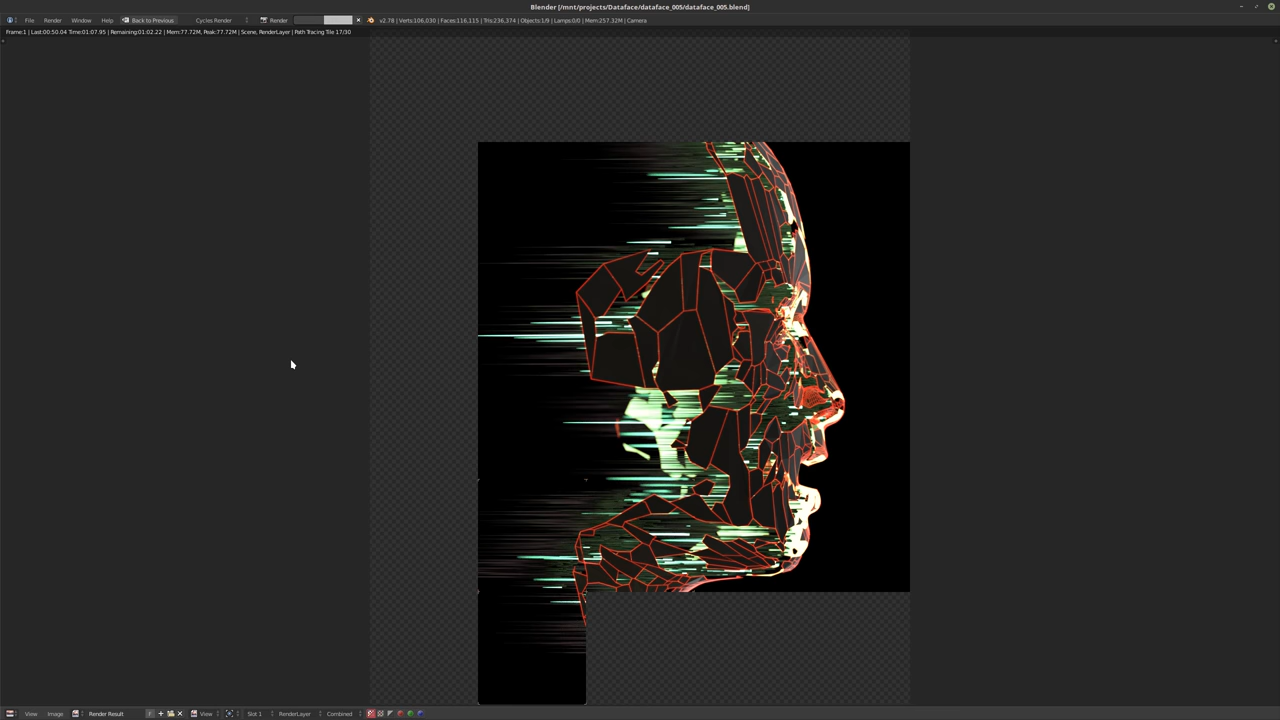 Blender [/mnt/projects/Dataface/dataface_005/dataface_005.blend]
File Render Window Help Back to Previous Cycles Render Render v2.78 | Verts:106,030 | Faces:116,115 | Tris:236,374 | Objects:1/9 | Lamps:0/0 | Mem:257.32M | Camera
Frame:1 | Last:00:50.04 Time:01:07.95 | Remaining:01:02.22 | Mem:77.72M, Peak:77.72M | Scene, RenderLayer | Path Tracing Tile 17/30
View Image Render Result F View Slot 1 RenderLayer Combined